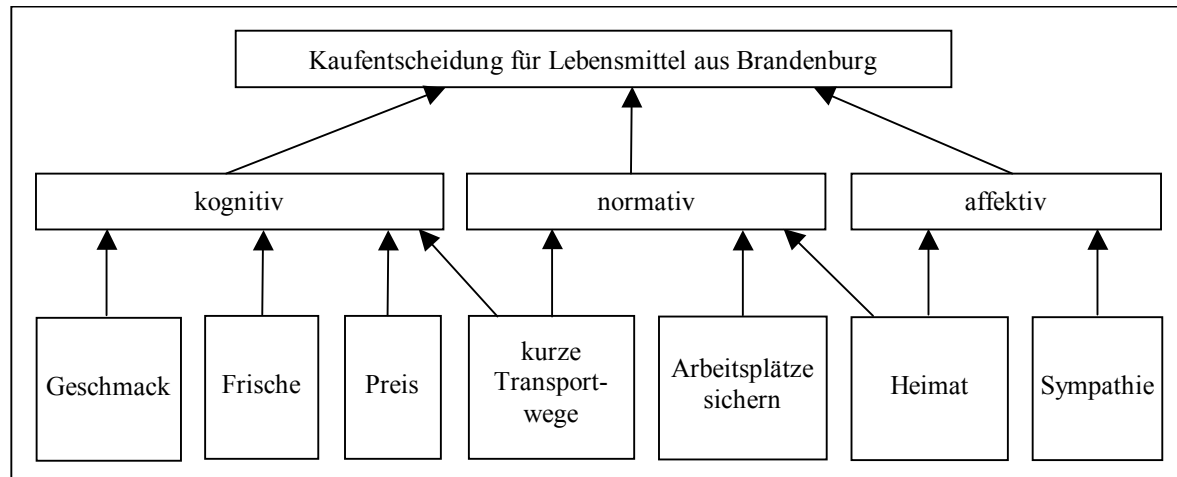 Kaufentscheidung für Lebensmittel aus Brandenburg
kognitiv
normativ
affektiv
Geschmack
Frische
Preis
kurze
Transport-
wege
Arbeitsplätze
sichern
Heimat
Sympathie